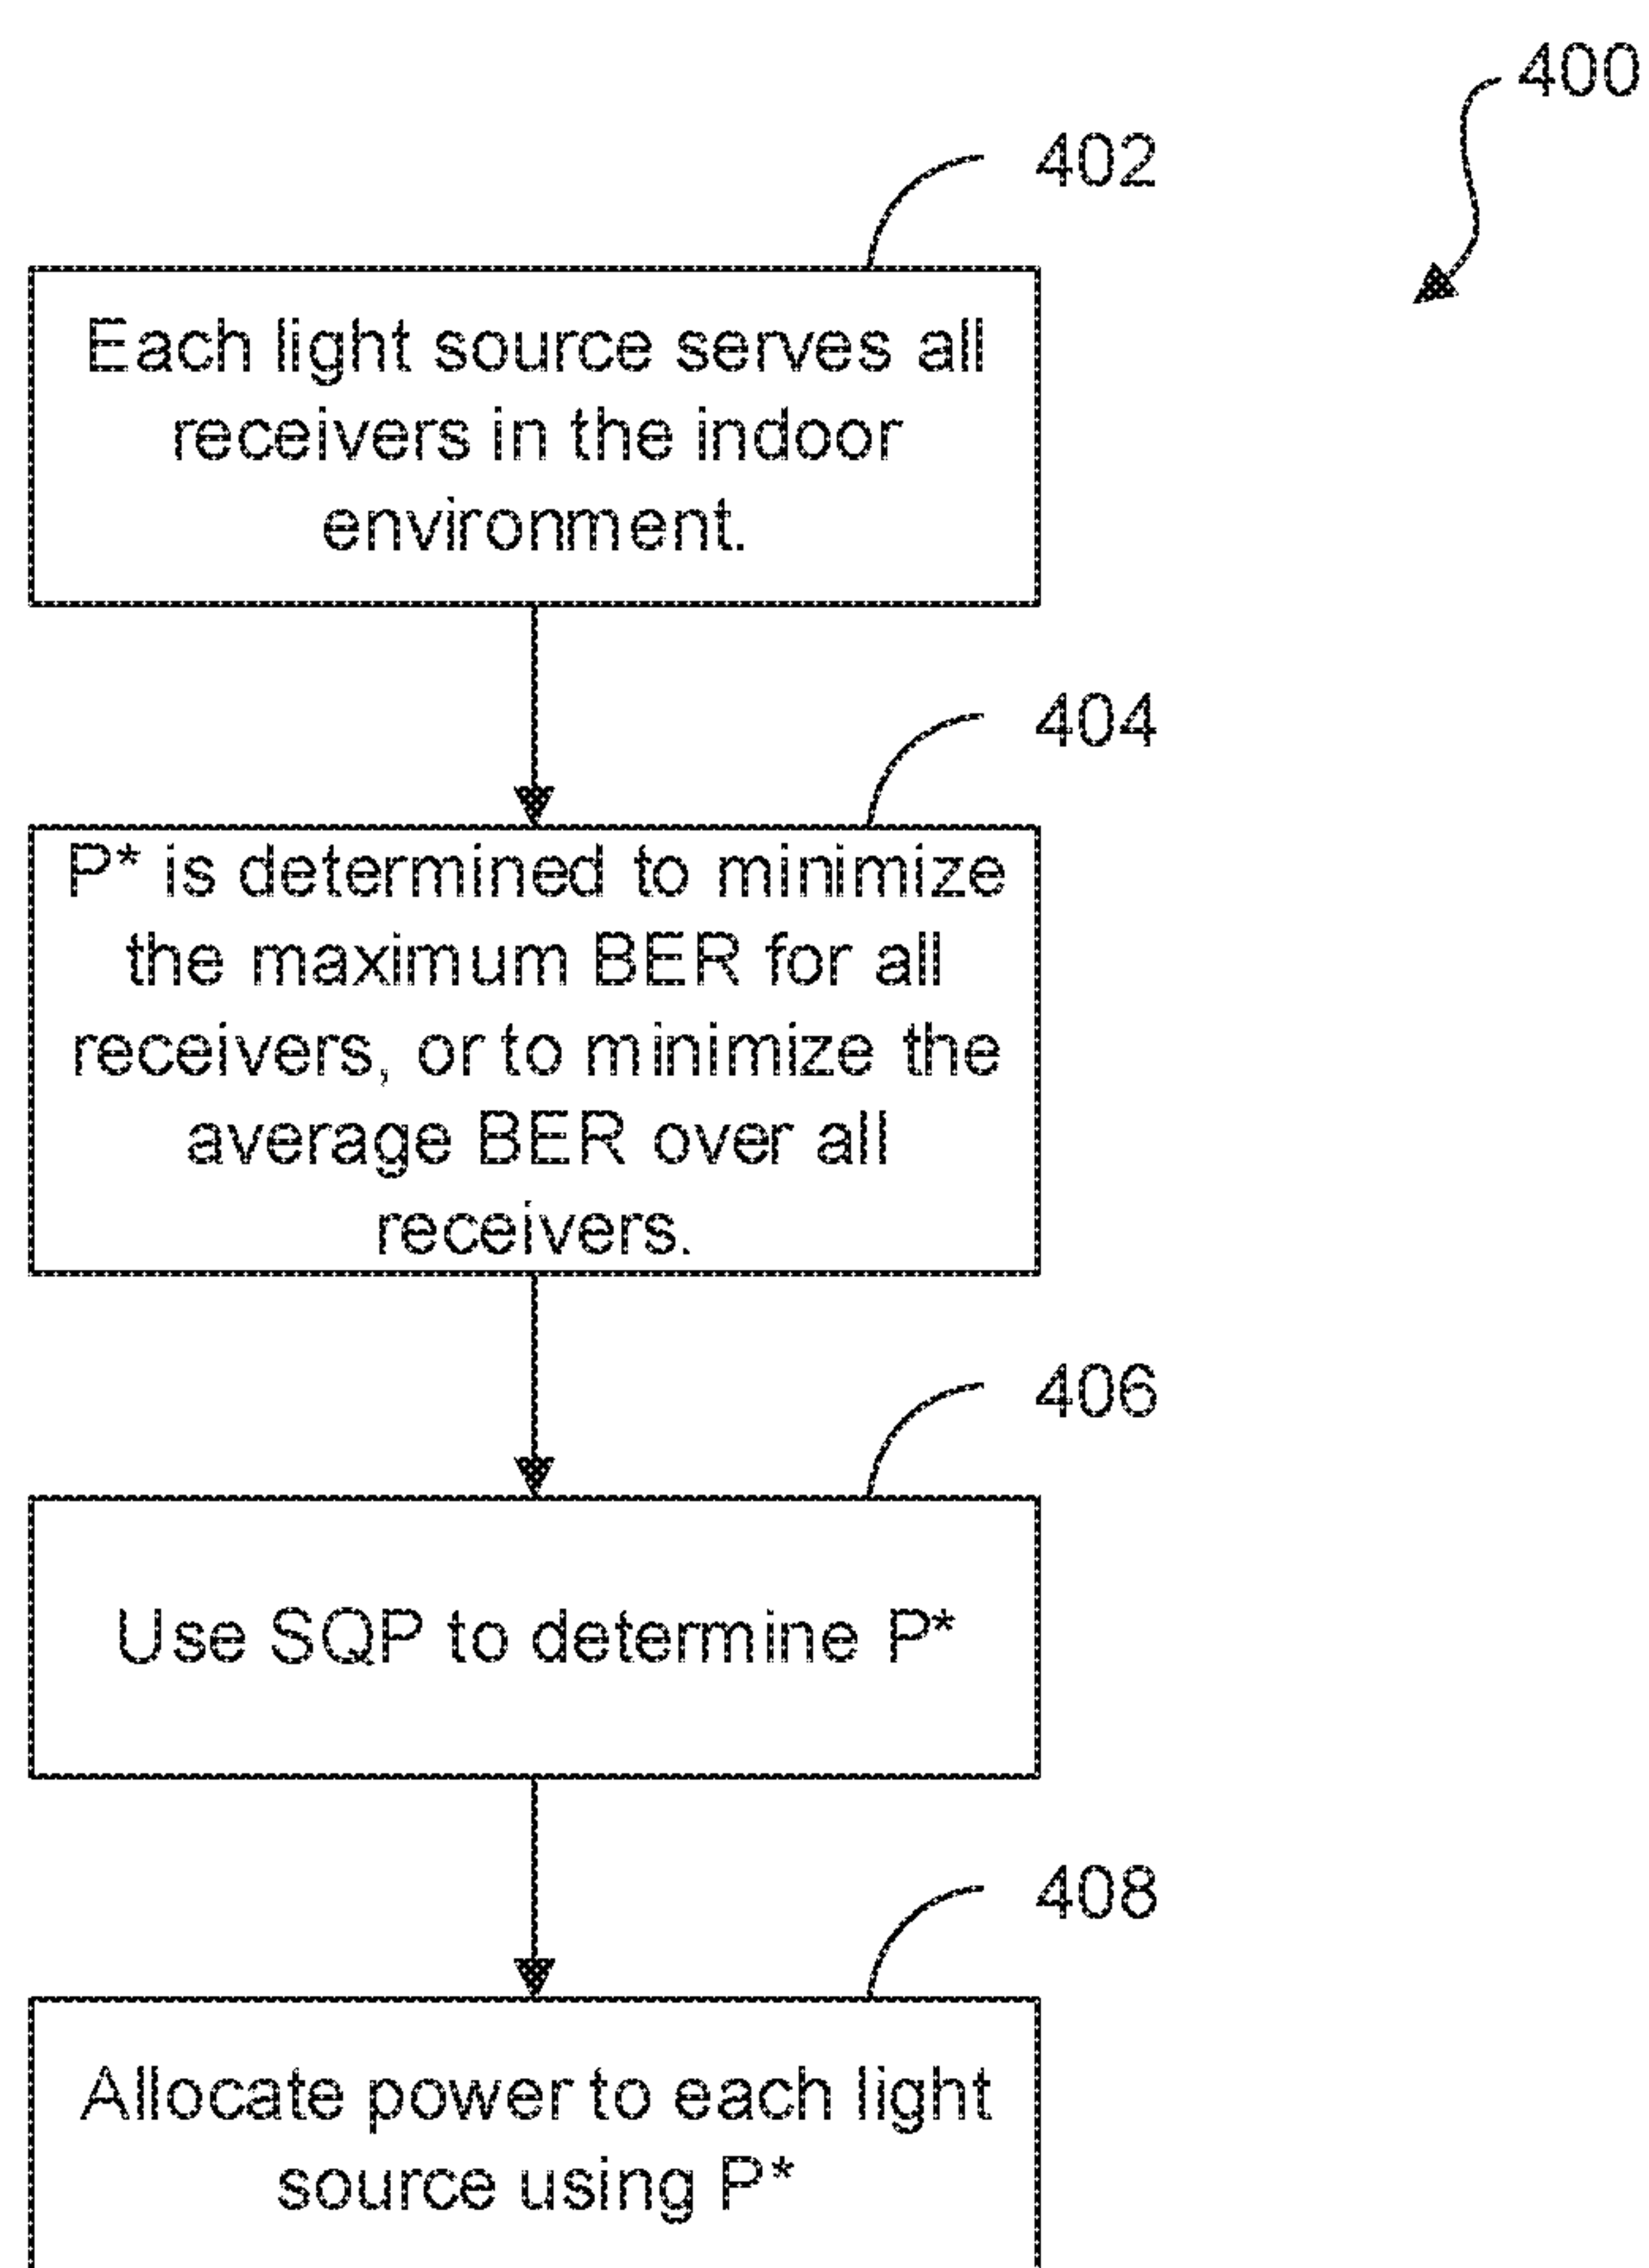 400
402
Each light source serves all
receivers in the indoor
environment.
404
P* is determined to minimize
the maximum BER for all
receivers, or to minimize the
average BER over all
receivers.
406
Use SQP to determine P*
408
Allocate power to each light
source using P*